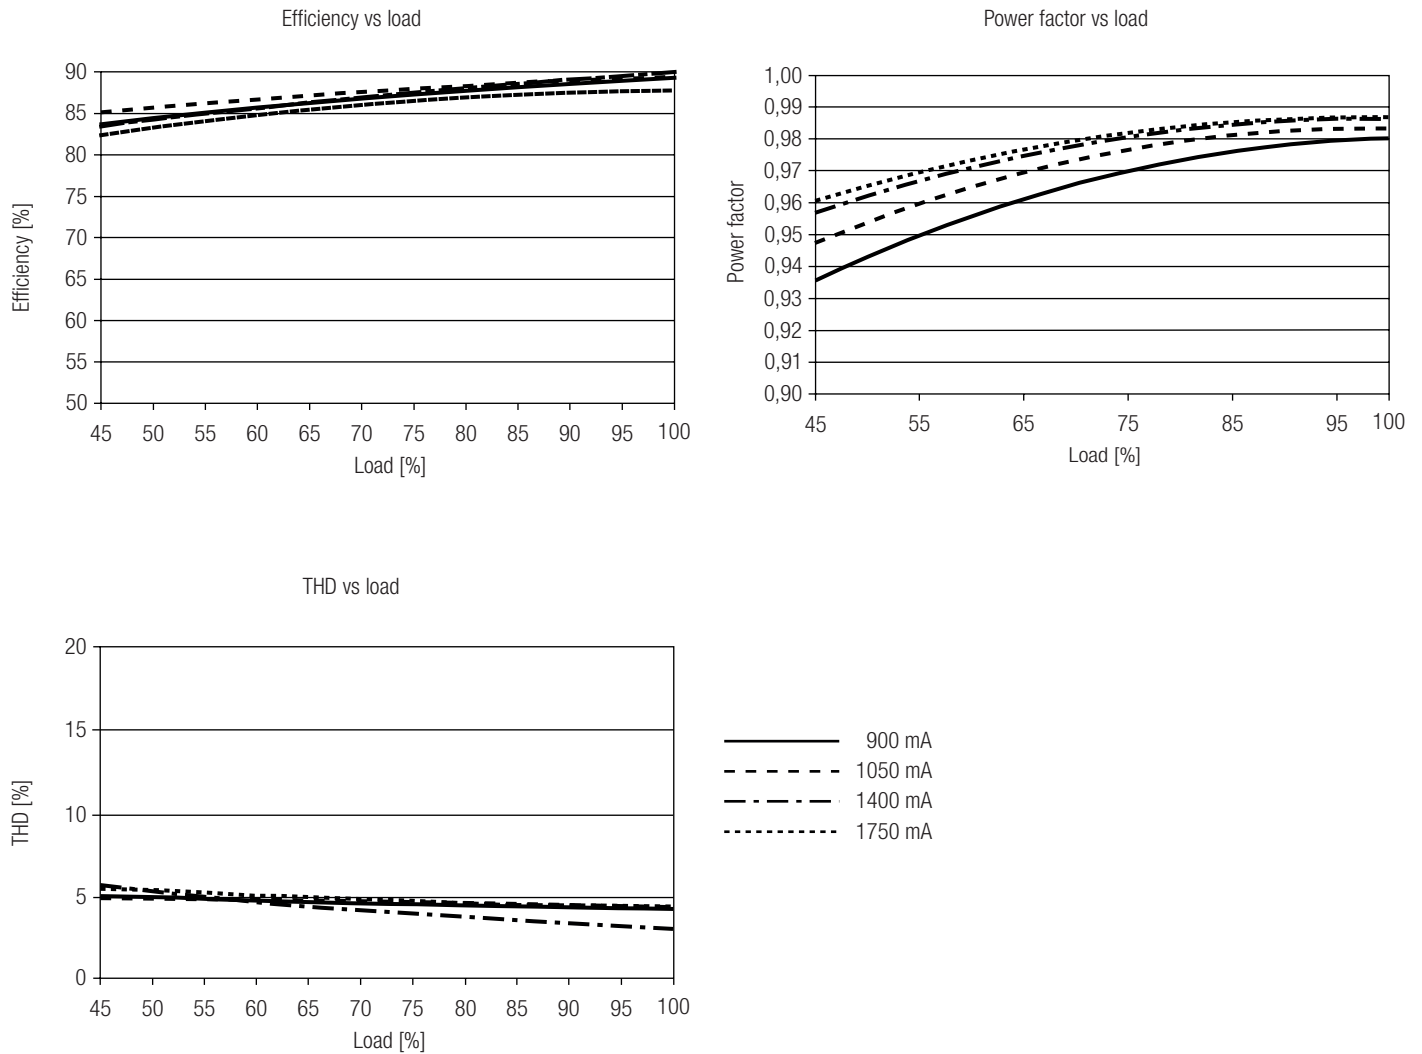 Efficiency vs load
90
85
80
75
70
65
60
55
50
Efficiency [%]
45 50 55 60 65 70 75 80 85 90 95 100
Load [%]
Power factor vs load
1,00
0,99
0,98
0,97
0,96
0,95
0,94
0,93
0,92
0,91
0,90
Power factor
45 55 65 75 85 95 100
Load [%]
THD vs load
20
15
10
5
0
THD [%]
45 50 55 60 65 70 75 80 85 90 95 100
Load [%]
900 mA
1050 mA
1400 mA
1750 mA